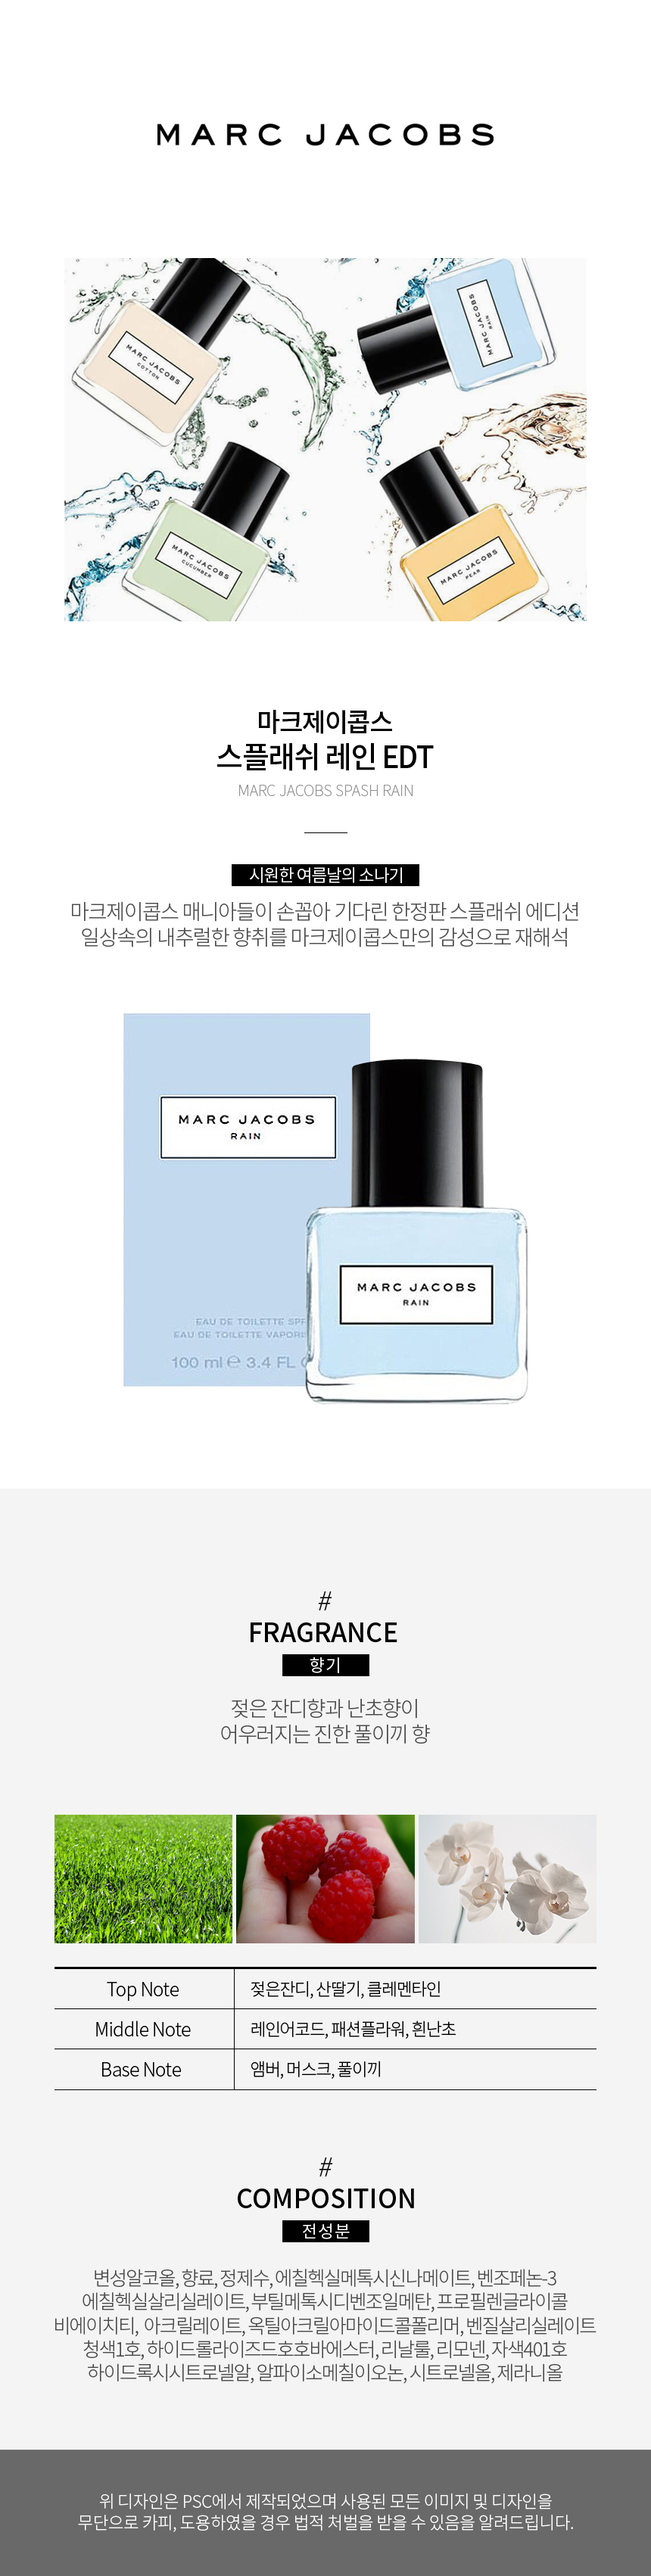 MARC JACOBS
MARC JACOBS
COTTON
MARC JACOBS
RAIN
MARC JACOBS
CUCUMBER
MARC JACOBS
PEAR
마크제이콥스
스플래쉬 레인 EDT
MARC JACOBS SPASH RAIN
시원한 여름날의 소나기
마크제이콥스 매니아들이 손꼽아 기다린 한정판 스플래쉬 에디션
일상속의 내추럴한 향취를 마크제이콥스만의 감성으로 재해석
MARC JACOBS
RAIN
MARC JACOBS
RAIN
EAU DE TOILETTE SPR
EAU DE TOILETTE VAPORI
100 ml ℮ 3.4 FL
#
FRAGRANCE
향기
젖은 잔디향과 난초향이
어우러지는 진한 풀이끼 향
Top Note 젖은잔디, 산딸기, 클레멘타인
Middle Note 레인어코드, 패션플라워, 흰난초
Base Note 앰버, 머스크, 풀이끼
#
COMPOSITION
전성분
변성알코올, 향료, 정제수, 에칠헥실메톡시신나메이트, 벤조페논-3
에칠헥실살리실레이트, 부틸메톡시디벤조일메탄, 프로필렌글라이콜
비에이치티, 아크릴레이트, 옥틸아크릴아마이드콜폴리머, 벤질살리실레이트
청색1호, 하이드롤라이즈드호호바에스터, 리날룰, 리모넨, 자색401호
하이드록시시트로넬알, 알파이소메칠이오논, 시트로넬올, 제라니올
위 디자인은 PSC에서 제작되었으며 사용된 모든 이미지 및 디자인을
무단으로 카피, 도용하였을 경우 법적 처벌을 받을 수 있음을 알려드립니다.